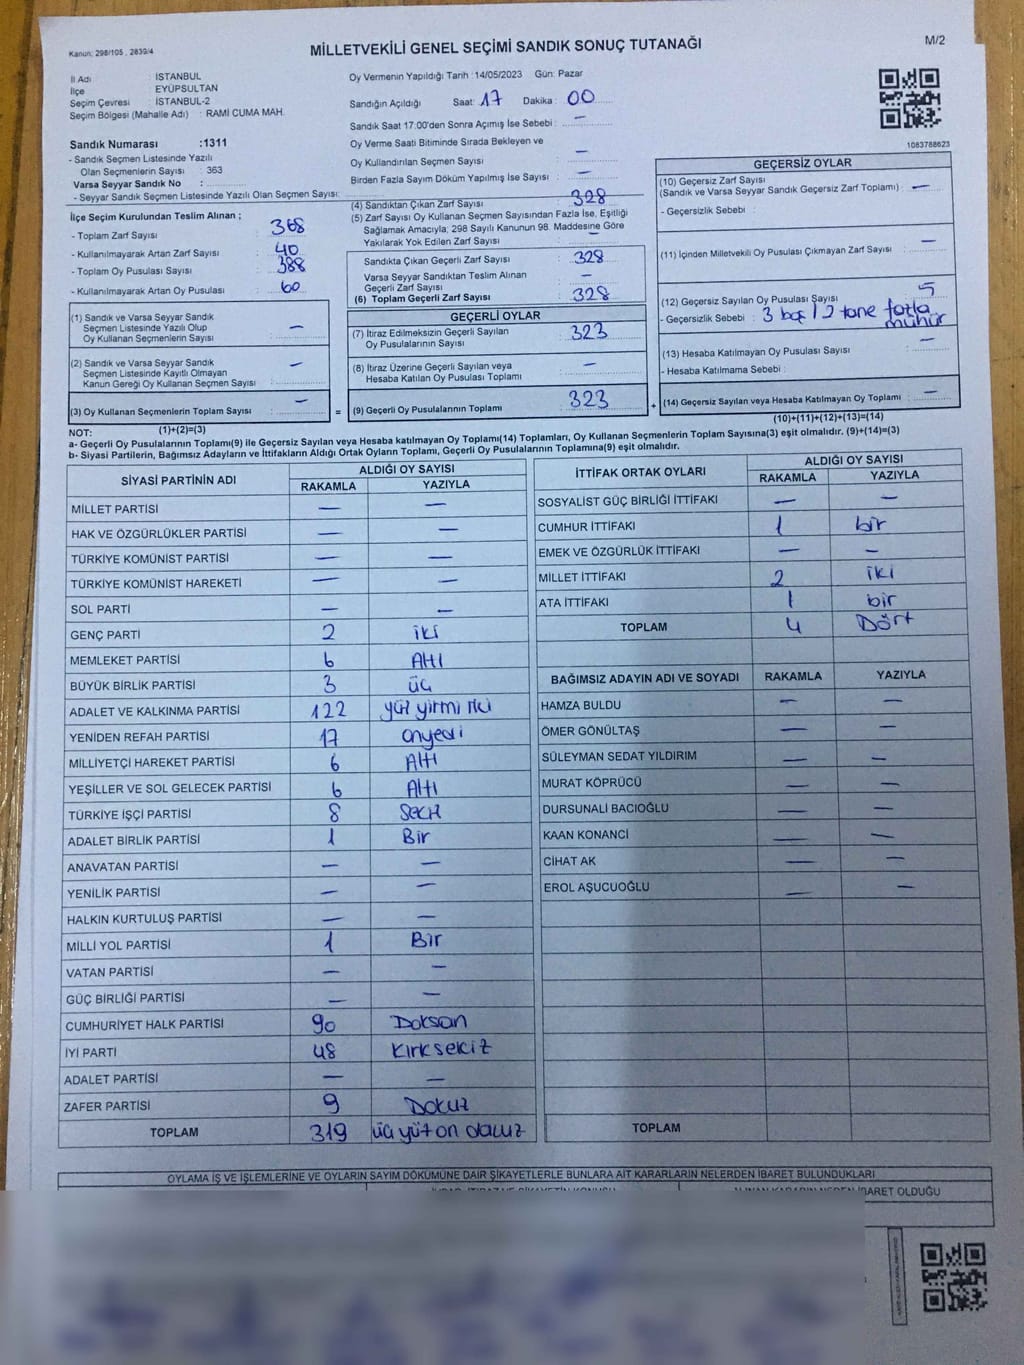 Kanun: 298/105 , 2839/4
MİLLETVEKİLİ GENEL SEÇİMİ SANDIK SONUÇ TUTANAĞI
M/2
İl Adı : İSTANBUL
İlçe EYÜPSULTAN
Seçim Çevresi : İSTANBUL-2
Seçim Bölgesi (Mahalle Adı) : RAMİ CUMA MAH.
Sandık Numarası :1311
- Sandık Seçmen Listesinde Yazılı
Olan Seçmenlerin Sayısı : 363
Varsa Seyyar Sandık No :
- Seyyar Sandık Seçmen Listesinde Yazılı Olan Seçmen Sayısı:
İlçe Seçim Kurulundan Teslim Alınan ;
- Toplam Zarf Sayısı : 368
- Kullanılmayarak Artan Zarf Sayısı : 40
- Toplam Oy Pusulası Sayısı : 388
- Kullanılmayarak Artan Oy Pusulası : 60
(1) Sandık ve Varsa Seyyar Sandık
Seçmen Listesinde Yazılı Olup
Oy Kullanan Seçmenlerin Sayısı : —
(2) Sandık ve Varsa Seyyar Sandık
Seçmen Listesinde Kayıtlı Olmayan
Kanun Gereği Oy Kullanan Seçmen Sayısı : —
(3) Oy Kullanan Seçmenlerin Toplam Sayısı : —
(1)+(2)=(3)
Oy Vermenin Yapıldığı Tarih : 14/05/2023 Gün: Pazar
Sandığın Açıldığı Saat: 17 Dakika : 00
Sandık Saat 17:00'den Sonra Açımış İse Sebebi : —
Oy Verme Saati Bitiminde Sırada Bekleyen ve
Oy Kullandırılan Seçmen Sayısı : —
Birden Fazla Sayım Döküm Yapılmış İse Sayısı : —
(4) Sandıktan Çıkan Zarf Sayısı : 328
(5) Zarf Sayısı Oy Kullanan Seçmen Sayısından Fazla İse, Eşitliği
Sağlamak Amacıyla; 298 Sayılı Kanunun 98. Maddesine Göre
Yakılarak Yok Edilen Zarf Sayısı : —
Sandıkta Çıkan Geçerli Zarf Sayısı : 328
Varsa Seyyar Sandıktan Teslim Alınan
Geçerli Zarf Sayısı : —
(6) Toplam Geçerli Zarf Sayısı : 328
GEÇERLİ OYLAR
(7) İtiraz Edilmeksizin Geçerli Sayılan
Oy Pusulalarının Sayısı : 323
(8) İtiraz Üzerine Geçerli Sayılan veya
Hesaba Katılan Oy Pusulası Toplamı : —
= (9) Geçerli Oy Pusulalarının Toplamı : 323
1083788623
GEÇERSİZ OYLAR
(10) Geçersiz Zarf Sayısı
(Sandık ve Varsa Seyyar Sandık Geçersiz Zarf Toplamı) : —
- Geçersizlik Sebebi :
(11) İçinden Milletvekili Oy Pusulası Çıkmayan Zarf Sayısı : —
(12) Geçersiz Sayılan Oy Pusulası Sayısı : 5
- Geçersizlik Sebebi : 3 boş / 2 tane fazla
mühür
(13) Hesaba Katılmayan Oy Pusulası Sayısı : —
- Hesaba Katılmama Sebebi :
+ (14) Geçersiz Sayılan veya Hesaba Katılmayan Oy Toplamı : —
(10)+(11)+(12)+(13)=(14)
NOT:
a- Geçerli Oy Pusulalarının Toplamı(9) ile Geçersiz Sayılan veya Hesaba katılmayan Oy Toplamı(14) Toplamları, Oy Kullanan Seçmenlerin Toplam Sayısına(3) eşit olmalıdır. (9)+(14)=(3)
b- Siyasi Partilerin, Bağımsız Adayların ve İttifakların Aldığı Ortak Oyların Toplamı, Geçerli Oy Pusulalarının Toplamına(9) eşit olmalıdır.
SİYASİ PARTİNİN ADI ALDIĞI OY SAYISI
RAKAMLA YAZIYLA
MİLLET PARTİSİ — —
HAK VE ÖZGÜRLÜKLER PARTİSİ — —
TÜRKİYE KOMÜNİST PARTİSİ — —
TÜRKİYE KOMÜNİST HAREKETİ — —
SOL PARTİ — —
GENÇ PARTİ 2 iki
MEMLEKET PARTİSİ 6 Altı
BÜYÜK BİRLİK PARTİSİ 3 üç
ADALET VE KALKINMA PARTİSİ 122 yüz yirmi iki
YENİDEN REFAH PARTİSİ 17 onyedi
MİLLİYETÇİ HAREKET PARTİSİ 6 Altı
YEŞİLLER VE SOL GELECEK PARTİSİ 6 Altı
TÜRKİYE İŞÇİ PARTİSİ 8 Sekiz
ADALET BİRLİK PARTİSİ 1 Bir
ANAVATAN PARTİSİ — —
YENİLİK PARTİSİ — —
HALKIN KURTULUŞ PARTİSİ — —
MİLLİ YOL PARTİSİ 1 Bir
VATAN PARTİSİ — —
GÜÇ BİRLİĞİ PARTİSİ — —
CUMHURİYET HALK PARTİSİ 90 Doksan
İYİ PARTİ 48 Kırksekiz
ADALET PARTİSİ — —
ZAFER PARTİSİ 9 Dokuz
TOPLAM 319 üçyüz on dokuz
İTTİFAK ORTAK OYLARI ALDIĞI OY SAYISI
RAKAMLA YAZIYLA
SOSYALİST GÜÇ BİRLİĞİ İTTİFAKI — —
CUMHUR İTTİFAKI 1 bir
EMEK VE ÖZGÜRLÜK İTTİFAKI — —
MİLLET İTTİFAKI 2 iki
ATA İTTİFAKI 1 bir
TOPLAM 4 Dört
BAĞIMSIZ ADAYIN ADI VE SOYADI RAKAMLA YAZIYLA
HAMZA BULDU — —
ÖMER GÖNÜLTAŞ — —
SÜLEYMAN SEDAT YILDIRIM — —
MURAT KÖPRÜCÜ — —
DURSUNALİ BACIOĞLU — —
KAAN KONANCİ — —
CİHAT AK — —
EROL AŞUCUOĞLU — —
TOPLAM
OYLAMA İŞ VE İŞLEMLERİNE VE OYLARIN SAYIM DÖKÜMÜNE DAİR ŞİKAYETLERLE BUNLARA AİT KARARLARIN NELERDEN İBARET BULUNDUKLARI
İBARET OLDUĞU